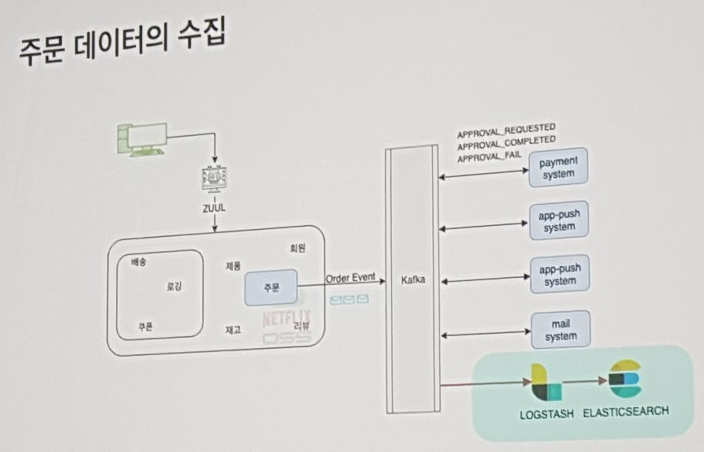 주문 데이터의 수집
APPROVAL_REQUESTED
APPROVAL_COMPLETED
APPROVAL_FAIL
payment
system
ZUUL
app-push
system
배송
로깅
쿠폰
제품
회원
주문
재고
리뷰
NETFLIX
OSS
Order Event
Kafka
app-push
system
mail
system
LOGSTASH ELASTICSEARCH